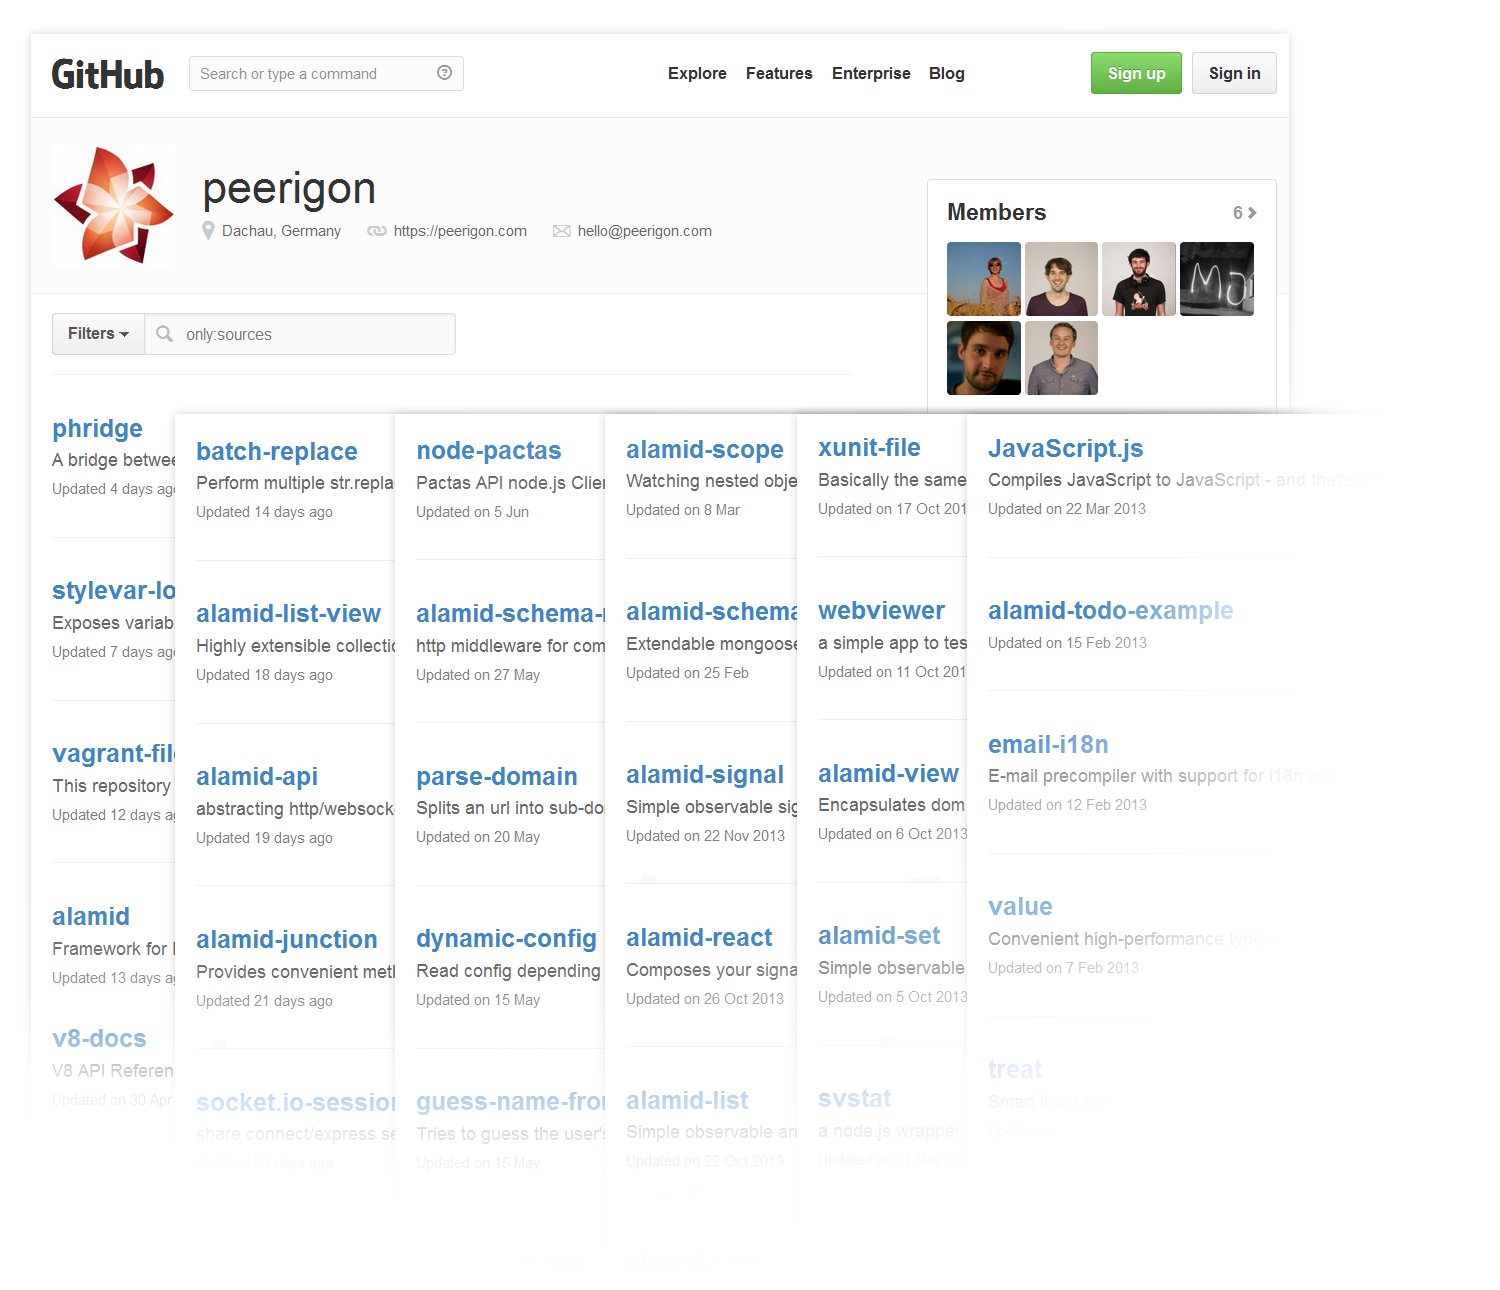 GitHub
Search or type a command
Explore Features Enterprise Blog
Sign up Sign in
peerigon
Dachau, Germany https://peerigon.com hello@peerigon.com
Members 6
Filters only:sources
phridge
A bridge betwee
Updated 4 days ago
stylevar-lo
Exposes variab
Updated 7 days ago
vagrant-file
This repository
Updated 12 days a
alamid
Framework for
Updated 13 days a
v8-docs
V8 API Referen
Updated on 30 Apr
batch-replace
Perform multiple str.repla
Updated 14 days ago
alamid-list-view
Highly extensible collectio
Updated 18 days ago
alamid-api
abstracting http/websocke
Updated 19 days ago
alamid-junction
Provides convenient meth
Updated 21 days ago
socket.io-session
share connect/express se
Updated 24 days ago
node-pactas
Pactas API node.js Clien
Updated on 5 Jun
alamid-schema-
http middleware for com
Updated on 27 May
parse-domain
Splits an url into sub-do
Updated on 20 May
dynamic-config
Read config depending
Updated on 15 May
guess-name-from
Tries to guess the user's
Updated on 15 May
alamid-scope
Watching nested obje
Updated on 8 Mar
alamid-schema
Extendable mongoose
Updated on 25 Feb
alamid-signal
Simple observable sig
Updated on 22 Nov 2013
alamid-react
Composes your signa
Updated on 26 Oct 2013
alamid-list
Simple observable arr
Updated on 22 Oct 2013
xunit-file
Basically the same
Updated on 17 Oct 201
webviewer
a simple app to tes
Updated on 11 Oct 201
alamid-view
Encapsulates dom
Updated on 6 Oct 2013
alamid-set
Simple observable
Updated on 5 Oct 2013
svstat
a node.js wrapper
Updated on 21 May 201
JavaScript.js
Compiles JavaScript to JavaScript - and that's
Updated on 22 Mar 2013
alamid-todo-example
Updated on 15 Feb 2013
email-i18n
E-mail precompiler with support for i18n
Updated on 12 Feb 2013
value
Convenient high-performance type
Updated on 7 Feb 2013
treat
Smart input
Updated